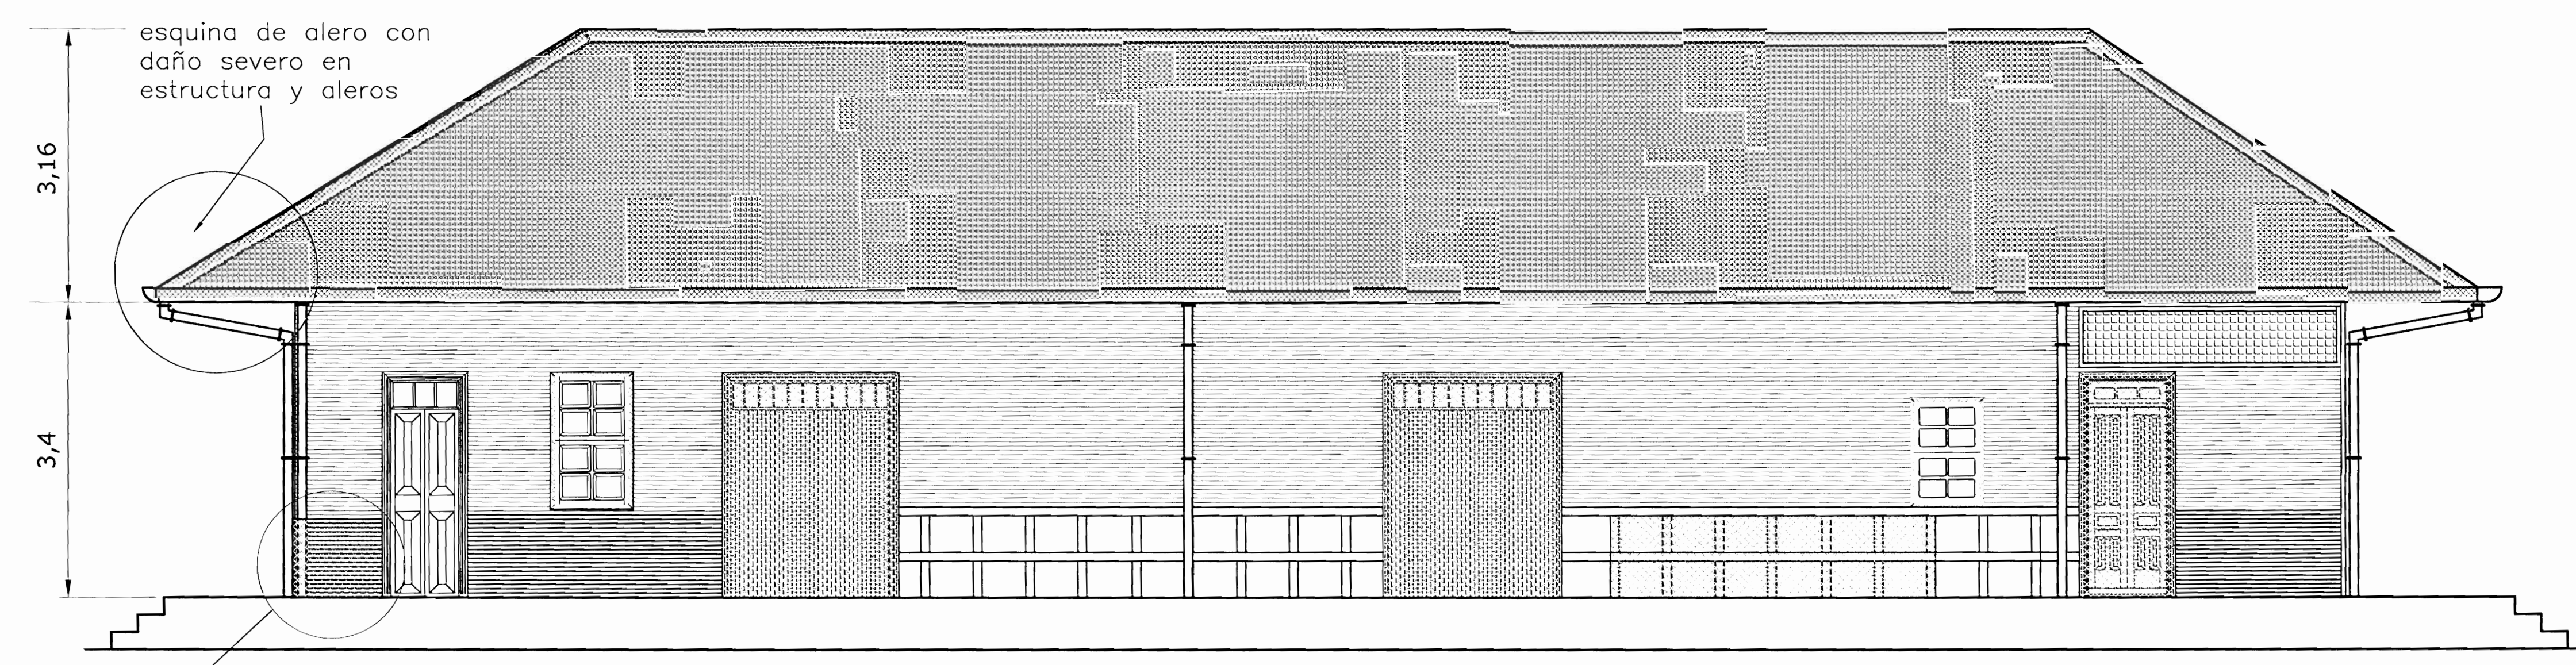 esquina de alero con
daño severo en
estructura y aleros
3,16
3,4